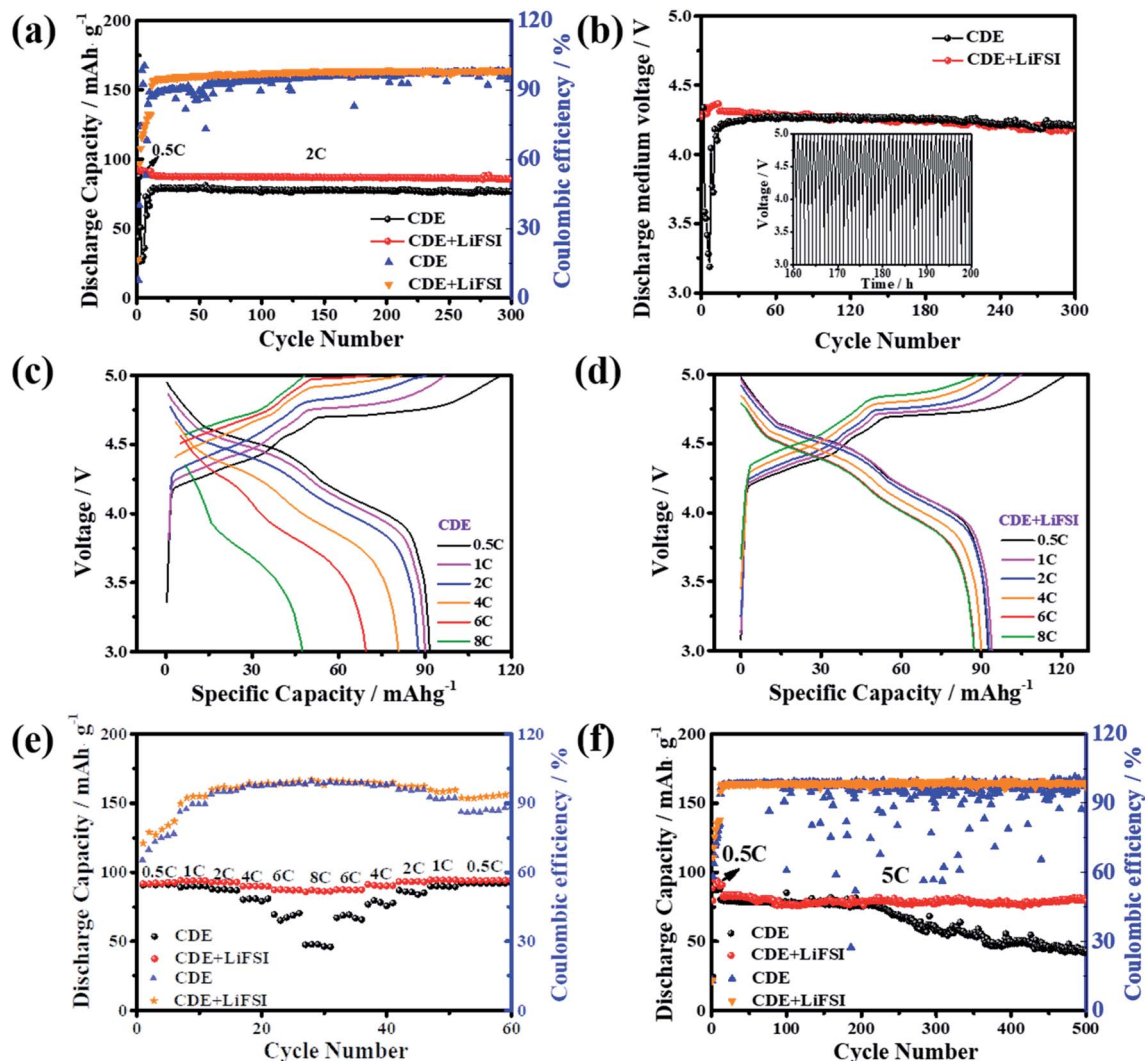 (a)
200
150
100
50
0
Discharge Capacity / mAh· g⁻¹
0.5C
2C
CDE
CDE+LiFSI
CDE
CDE+LiFSI
120
90
60
30
0
Coulombic efficiency / %
0 50 100 150 200 250 300
Cycle Number
(b)
5.0
4.5
4.0
3.5
3.0
Discharge medium voltage / V
CDE
CDE+LiFSI
5.0
4.5
4.0
3.5
3.0
Voltage / V
160 170 180 190 200
Time / h
0 60 120 180 240 300
Cycle Number
(c)
5.0
4.5
4.0
3.5
3.0
Voltage / V
CDE
0.5C
1C
2C
4C
6C
8C
0 30 60 90 120
Specific Capacity / mAhg⁻¹
(d)
5.0
4.5
4.0
3.5
3.0
Voltage / V
CDE+LiFSI
0.5C
1C
2C
4C
6C
8C
0 30 60 90 120
Specific Capacity / mAhg⁻¹
(e)
200
150
100
50
0
Discharge Capacity / mAh· g⁻¹
0.5C 1C 2C 4C 6C 8C 6C 4C 2C 1C 0.5C
CDE
CDE+LiFSI
CDE
CDE+LiFSI
120
90
60
30
0
Coulombic efficiency / %
0 20 40 60
Cycle Number
(f)
200
150
100
50
0
Discharge Capacity / mAh· g⁻¹
0.5C
5C
CDE
CDE+LiFSI
CDE
CDE+LiFSI
120
90
60
30
0
Coulombic efficiency / %
0 100 200 300 400 500
Cycle Number